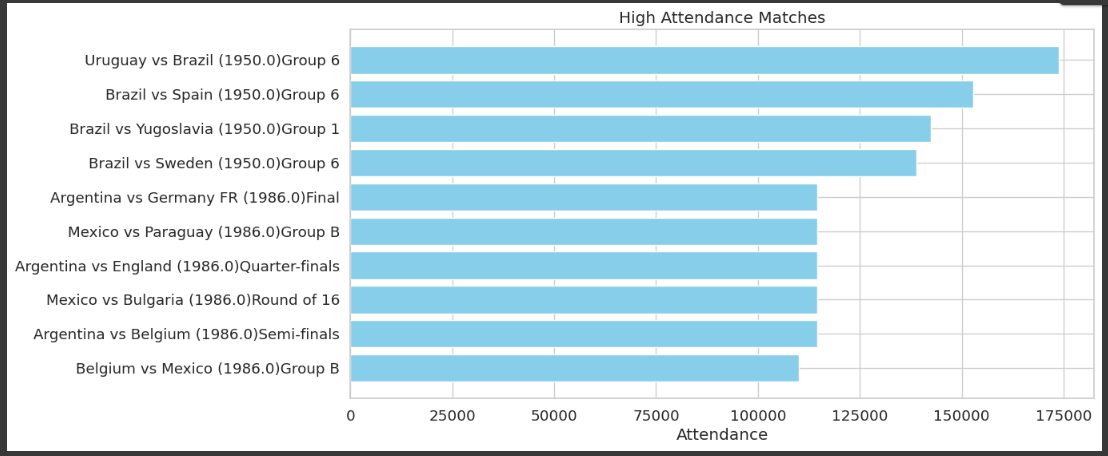 High Attendance Matches
Uruguay vs Brazil (1950.0)Group 6
Brazil vs Spain (1950.0)Group 6
Brazil vs Yugoslavia (1950.0)Group 1
Brazil vs Sweden (1950.0)Group 6
Argentina vs Germany FR (1986.0)Final
Mexico vs Paraguay (1986.0)Group B
Argentina vs England (1986.0)Quarter-finals
Mexico vs Bulgaria (1986.0)Round of 16
Argentina vs Belgium (1986.0)Semi-finals
Belgium vs Mexico (1986.0)Group B
0 25000 50000 75000 100000 125000 150000 175000
Attendance